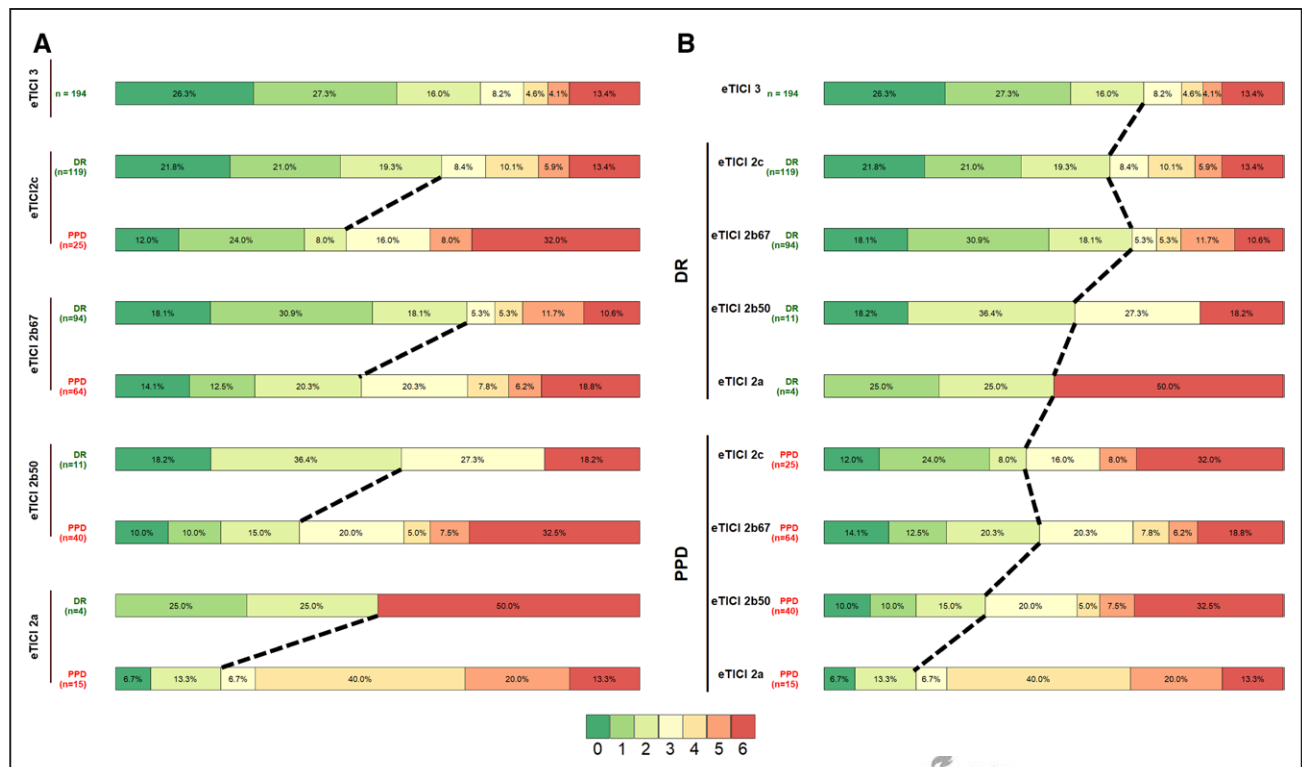 A
eTICI 3
n = 194
26.3% 27.3% 16.0% 8.2% 4.6% 4.1% 13.4%
eTICI2c
DR
(n=119)
21.8% 21.0% 19.3% 8.4% 10.1% 5.9% 13.4%
PPD
(n=25)
12.0% 24.0% 8.0% 16.0% 8.0% 32.0%
eTICI 2b67
DR
(n=94)
18.1% 30.9% 18.1% 5.3% 5.3% 11.7% 10.6%
PPD
(n=64)
14.1% 12.5% 20.3% 20.3% 7.8% 6.2% 18.8%
eTICI 2b50
DR
(n=11)
18.2% 36.4% 27.3% 18.2%
PPD
(n=40)
10.0% 10.0% 15.0% 20.0% 5.0% 7.5% 32.5%
eTICI 2a
DR
(n=4)
25.0% 25.0% 50.0%
PPD
(n=15)
6.7% 13.3% 6.7% 40.0% 20.0% 13.3%
B
eTICI 3 n = 194
26.3% 27.3% 16.0% 8.2% 4.6% 4.1% 13.4%
DR
eTICI 2c DR
(n=119)
21.8% 21.0% 19.3% 8.4% 10.1% 5.9% 13.4%
eTICI 2b67 DR
(n=94)
18.1% 30.9% 18.1% 5.3% 5.3% 11.7% 10.6%
eTICI 2b50 DR
(n=11)
18.2% 36.4% 27.3% 18.2%
eTICI 2a DR
(n=4)
25.0% 25.0% 50.0%
PPD
eTICI 2c PPD
(n=25)
12.0% 24.0% 8.0% 16.0% 8.0% 32.0%
eTICI 2b67 PPD
(n=64)
14.1% 12.5% 20.3% 20.3% 7.8% 6.2% 18.8%
eTICI 2b50 PPD
(n=40)
10.0% 10.0% 15.0% 20.0% 5.0% 7.5% 32.5%
eTICI 2a PPD
(n=15)
6.7% 13.3% 6.7% 40.0% 20.0% 13.3%
0 1 2 3 4 5 6